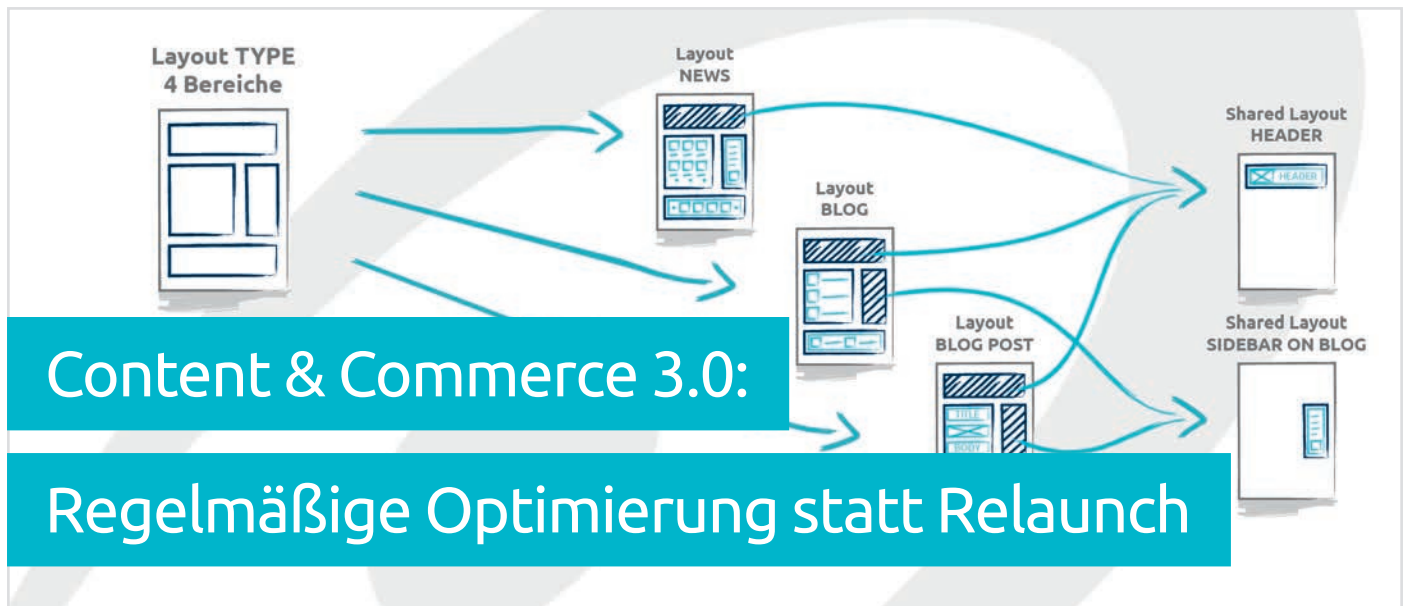 Layout TYPE
4 Bereiche
Layout
NEWS
Shared Layout
HEADER
HEADER
Layout
BLOG
Layout
BLOG POST
TITLE
BODY
Shared Layout
SIDEBAR ON BLOG
Content & Commerce 3.0:
Regelmäßige Optimierung statt Relaunch